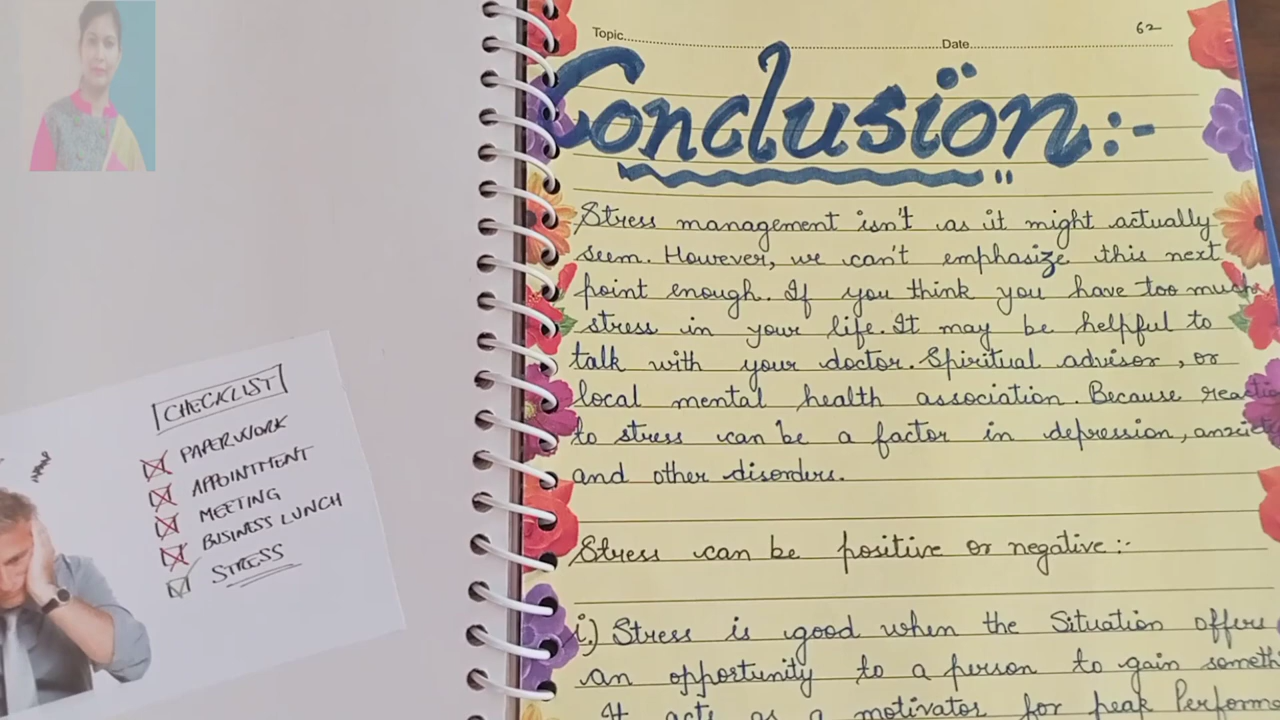 CHECKLIST
PAPERWORK
APPOINTMENT
MEETING
BUSINESS LUNCH
STRESS
Topic
Date
62
Conclusion:-
Stress management isn't as it might actually
seem. However, we can't emphasize this next
point enough. If you think you have too much
stress in your life. It may be helpful to
talk with your doctor. Spiritual advisor, or
local mental health association. Because reactio
to stress can be a factor in depression, anxiet
and other disorders.
Stress can be positive or negative:-
i.) Stress is good when the Situation offers
an opportunity to a person to gain someth
It acts as a motivator for peak Performa